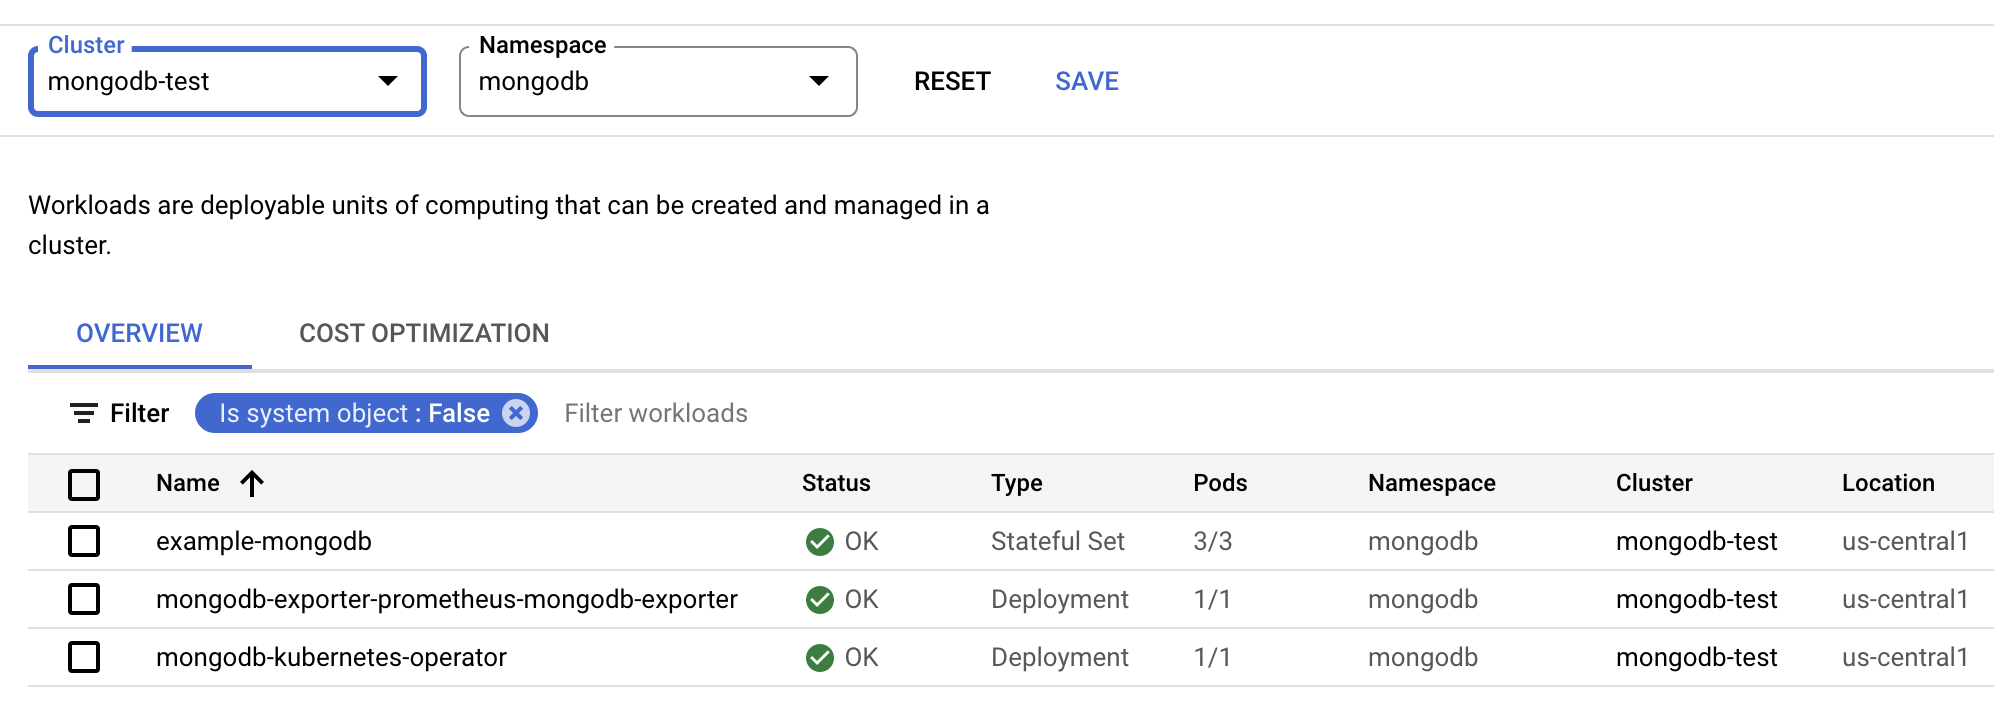 Cluster Namespace
mongodb-test mongodb RESET SAVE
Workloads are deployable units of computing that can be created and managed in a
cluster.
OVERVIEW COST OPTIMIZATION
Filter Is system object : False Filter workloads
Name Status Type Pods Namespace Cluster Location
example-mongodb OK Stateful Set 3/3 mongodb mongodb-test us-central1
mongodb-exporter-prometheus-mongodb-exporter OK Deployment 1/1 mongodb mongodb-test us-central1
mongodb-kubernetes-operator OK Deployment 1/1 mongodb mongodb-test us-central1